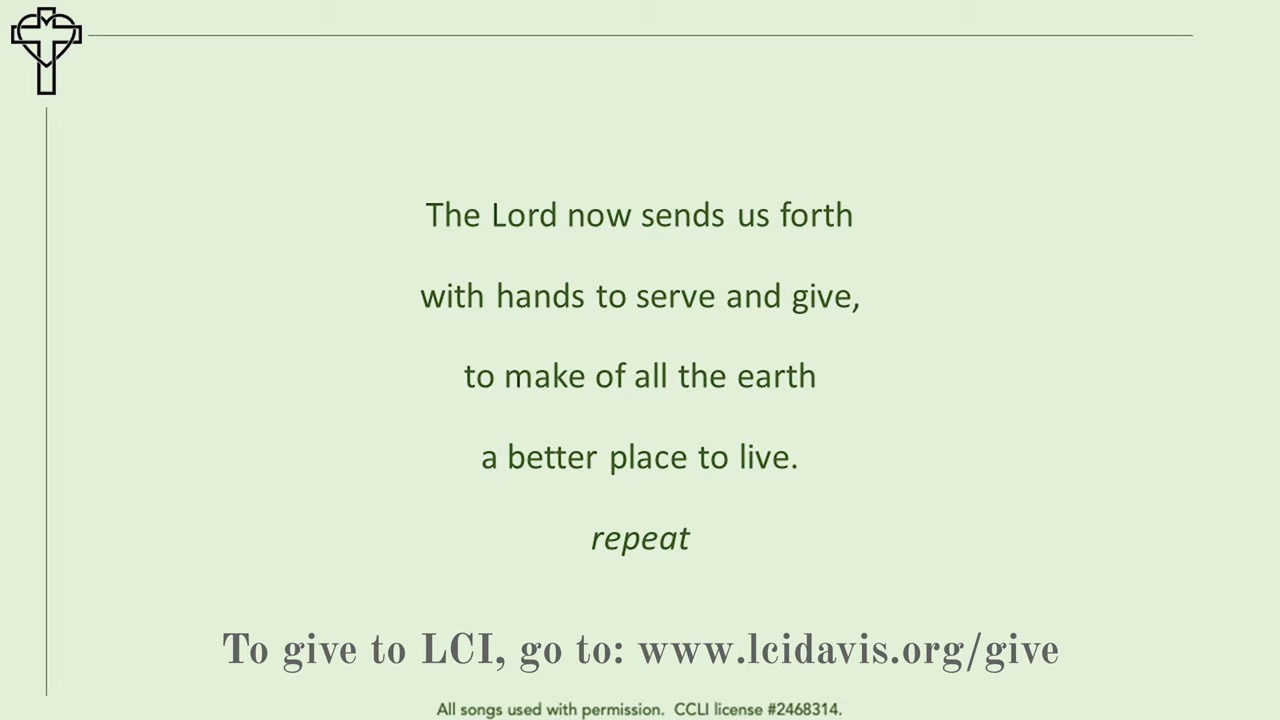 The Lord now sends us forth
with hands to serve and give,
to make of all the earth
a better place to live.
repeat
To give to LCI, go to: www.lcidavis.org/give
All songs used with permission.  CCLI license #2468314.